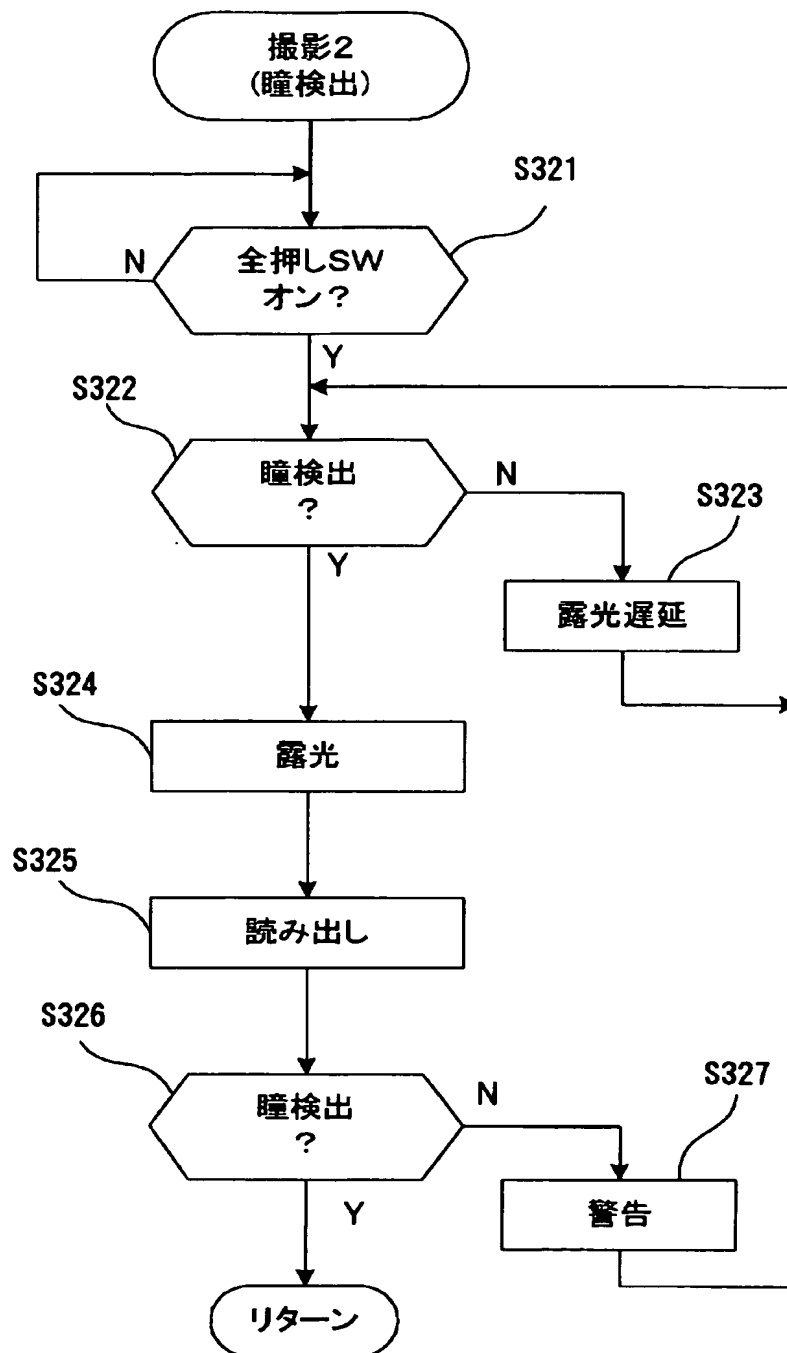 撮影2
(瞳検出)
S321
全押しSW
オン?
N
Y
S322
瞳検出
?
N
Y
S323
露光遅延
S324
露光
S325
読み出し
S326
瞳検出
?
N
Y
S327
警告
リターン